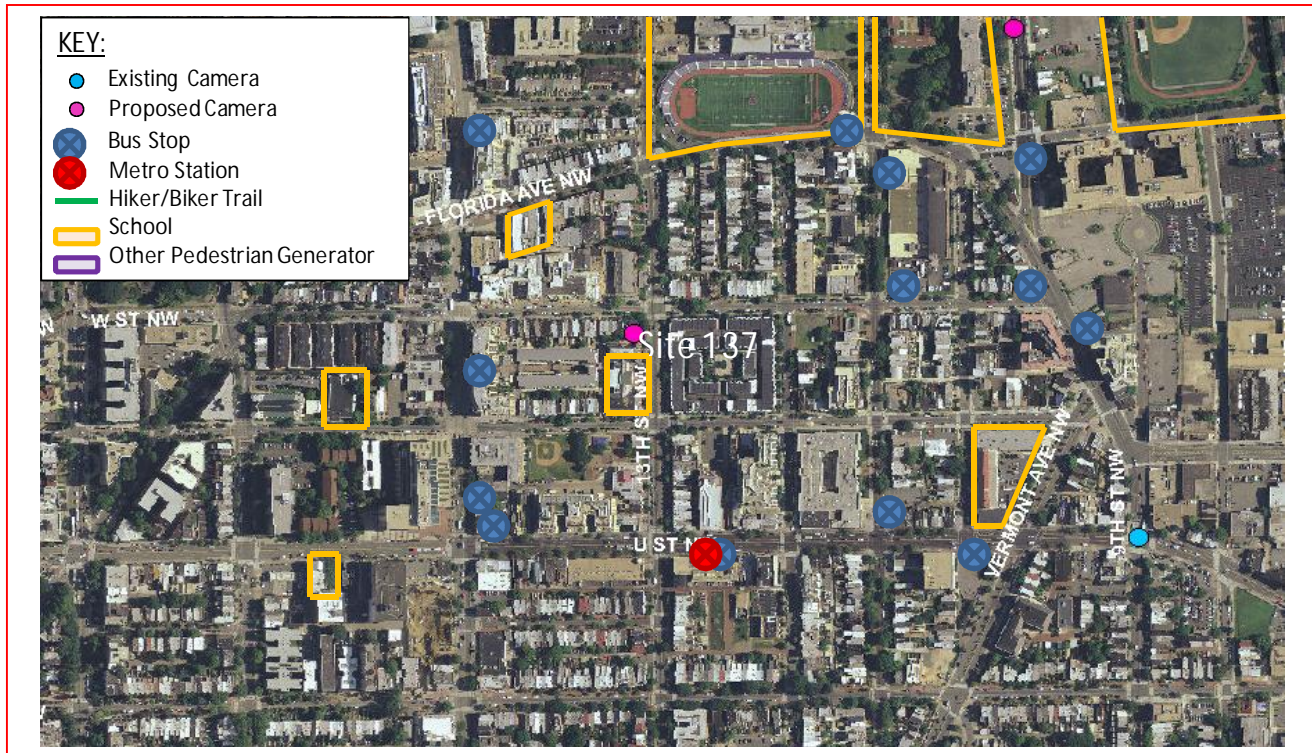 KEY:
Existing Camera
Proposed Camera
Bus Stop
Metro Station
Hiker/Biker Trail
School
Other Pedestrian Generator
FLORIDA AVE NW
W
W ST NW
Site 137
13TH ST NW
VERMONT AVE NW
9TH ST NW
U ST N